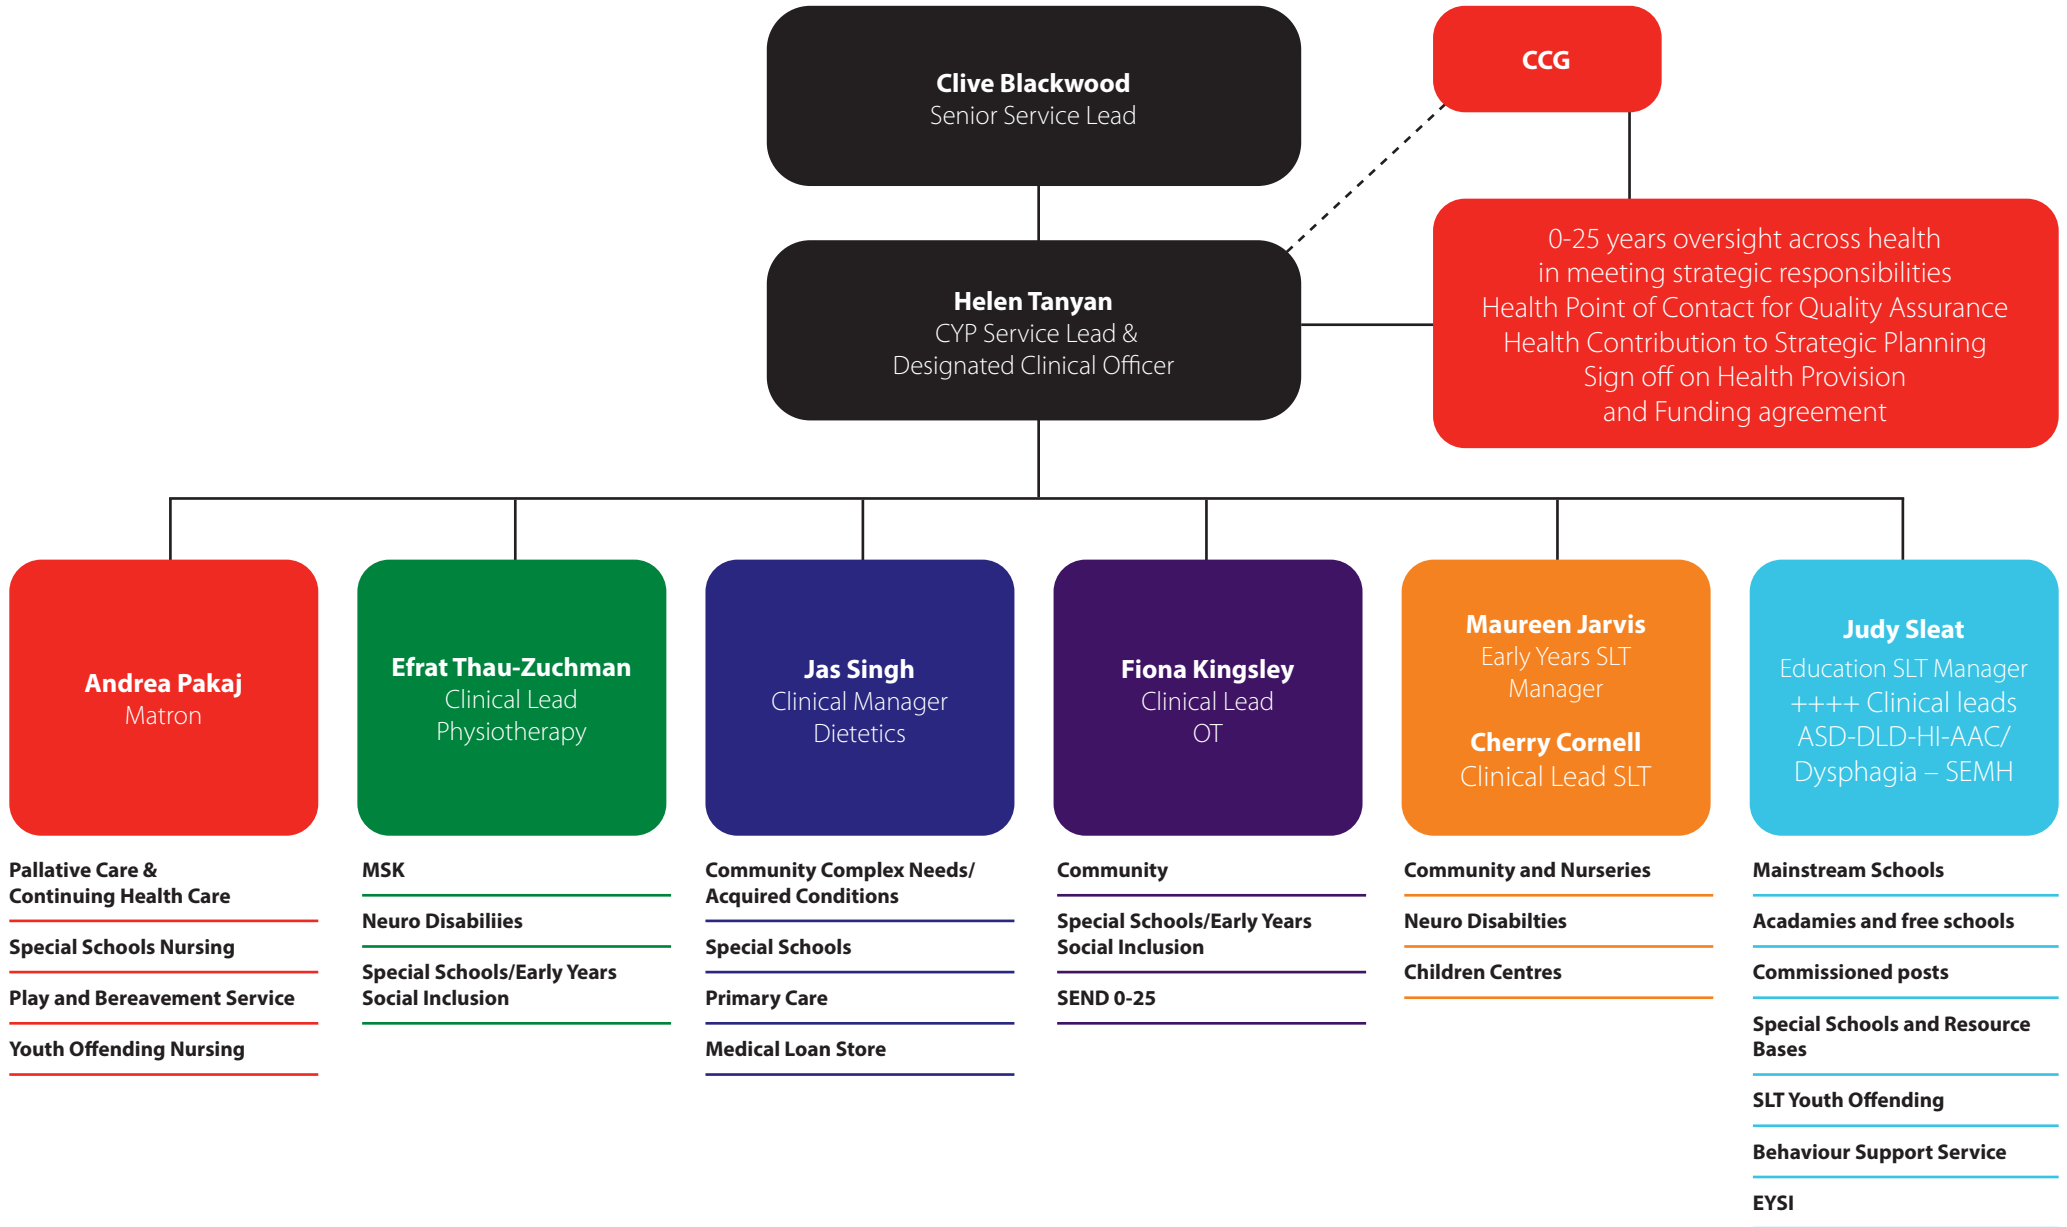 Clive Blackwood
Senior Service Lead
CCG
Helen Tanyan
CYP Service Lead &
Designated Clinical Officer
0-25 years oversight across health
in meeting strategic responsibilities
Health Point of Contact for Quality Assurance
Health Contribution to Strategic Planning
Sign off on Health Provision
and Funding agreement
Andrea Pakaj
Matron
Efrat Thau-Zuchman
Clinical Lead
Physiotherapy
Jas Singh
Clinical Manager
Dietetics
Fiona Kingsley
Clinical Lead
OT
Maureen Jarvis
Early Years SLT
Manager
Cherry Cornell
Clinical Lead SLT
Judy Sleat
Education SLT Manager
++++ Clinical leads
ASD-DLD-HI-AAC/
Dysphagia – SEMH
Pallative Care &
Continuing Health Care
Special Schools Nursing
Play and Bereavement Service
Youth Offending Nursing
MSK
Neuro Disabiliies
Special Schools/Early Years
Social Inclusion
Community Complex Needs/
Acquired Conditions
Special Schools
Primary Care
Medical Loan Store
Community
Special Schools/Early Years
Social Inclusion
SEND 0-25
Community and Nurseries
Neuro Disabilties
Children Centres
Mainstream Schools
Acadamies and free schools
Commissioned posts
Special Schools and Resource
Bases
SLT Youth Offending
Behaviour Support Service
EYSI